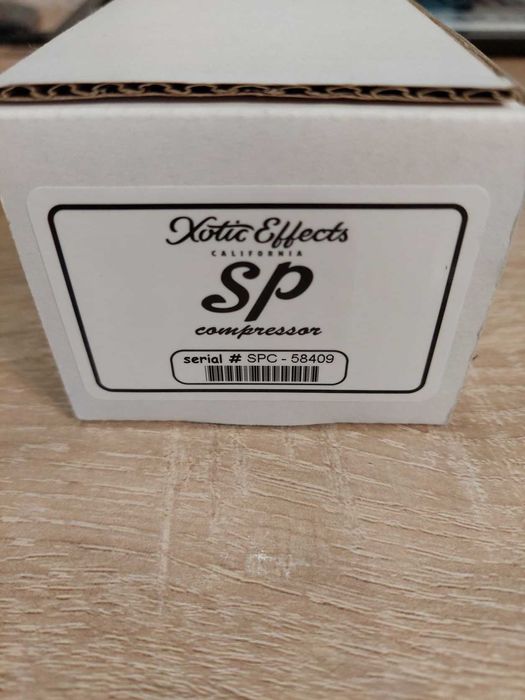 Xotic Effects
CALIFORNIA
SP
compressor
serial # SPC - 58409